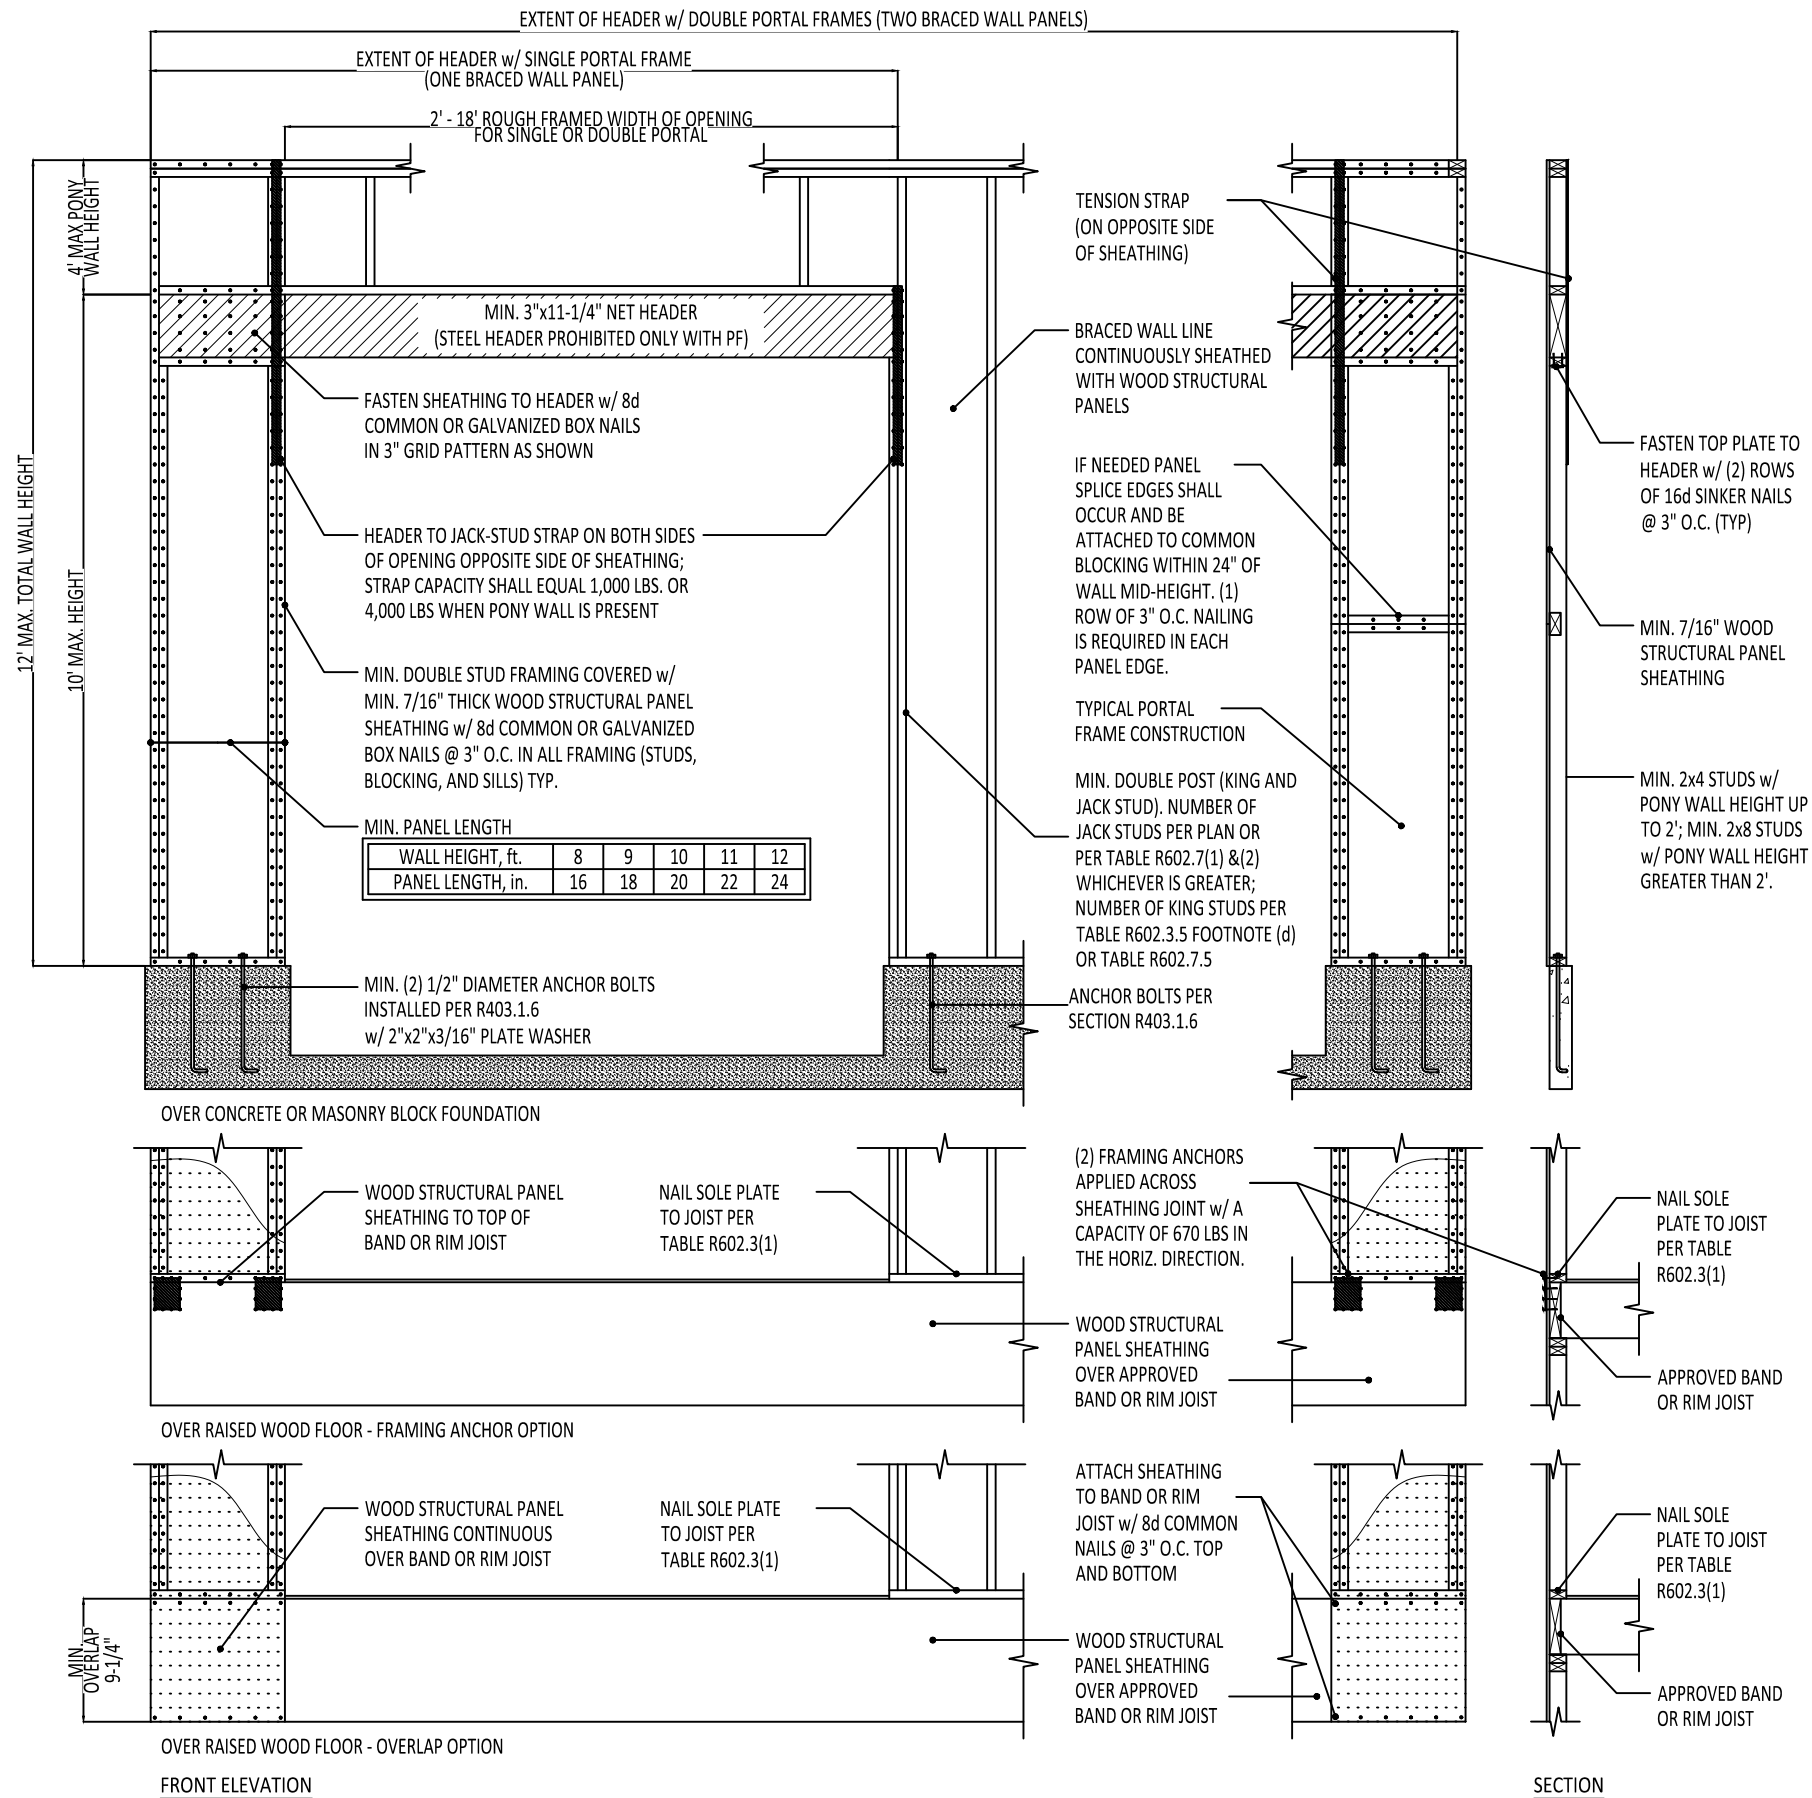 EXTENT OF HEADER w/ DOUBLE PORTAL FRAMES (TWO BRACED WALL PANELS)
EXTENT OF HEADER w/ SINGLE PORTAL FRAME
(ONE BRACED WALL PANEL)
2' - 18' ROUGH FRAMED WIDTH OF OPENING
FOR SINGLE OR DOUBLE PORTAL
12' MAX. TOTAL WALL HEIGHT
4' MAX PONY
WALL HEIGHT
10' MAX. HEIGHT
MIN. 3"x11-1/4" NET HEADER
(STEEL HEADER PROHIBITED ONLY WITH PF)
FASTEN SHEATHING TO HEADER w/ 8d
COMMON OR GALVANIZED BOX NAILS
IN 3" GRID PATTERN AS SHOWN
HEADER TO JACK-STUD STRAP ON BOTH SIDES
OF OPENING OPPOSITE SIDE OF SHEATHING;
STRAP CAPACITY SHALL EQUAL 1,000 LBS. OR
4,000 LBS WHEN PONY WALL IS PRESENT
MIN. DOUBLE STUD FRAMING COVERED w/
MIN. 7/16" THICK WOOD STRUCTURAL PANEL
SHEATHING w/ 8d COMMON OR GALVANIZED
BOX NAILS @ 3" O.C. IN ALL FRAMING (STUDS,
BLOCKING, AND SILLS) TYP.
MIN. PANEL LENGTH
WALL HEIGHT, ft. 8 9 10 11 12
PANEL LENGTH, in. 16 18 20 22 24
MIN. (2) 1/2" DIAMETER ANCHOR BOLTS
INSTALLED PER R403.1.6
w/ 2"x2"x3/16" PLATE WASHER
TENSION STRAP
(ON OPPOSITE SIDE
OF SHEATHING)
BRACED WALL LINE
CONTINUOUSLY SHEATHED
WITH WOOD STRUCTURAL
PANELS
IF NEEDED PANEL
SPLICE EDGES SHALL
OCCUR AND BE
ATTACHED TO COMMON
BLOCKING WITHIN 24" OF
WALL MID-HEIGHT. (1)
ROW OF 3" O.C. NAILING
IS REQUIRED IN EACH
PANEL EDGE.
TYPICAL PORTAL
FRAME CONSTRUCTION
MIN. DOUBLE POST (KING AND
JACK STUD). NUMBER OF
JACK STUDS PER PLAN OR
PER TABLE R602.7(1) &(2)
WHICHEVER IS GREATER;
NUMBER OF KING STUDS PER
TABLE R602.3.5 FOOTNOTE (d)
OR TABLE R602.7.5
ANCHOR BOLTS PER
SECTION R403.1.6
FASTEN TOP PLATE TO
HEADER w/ (2) ROWS
OF 16d SINKER NAILS
@ 3" O.C. (TYP)
MIN. 7/16" WOOD
STRUCTURAL PANEL
SHEATHING
MIN. 2x4 STUDS w/
PONY WALL HEIGHT UP
TO 2'; MIN. 2x8 STUDS
w/ PONY WALL HEIGHT
GREATER THAN 2'.
OVER CONCRETE OR MASONRY BLOCK FOUNDATION
WOOD STRUCTURAL PANEL
SHEATHING TO TOP OF
BAND OR RIM JOIST
NAIL SOLE PLATE
TO JOIST PER
TABLE R602.3(1)
(2) FRAMING ANCHORS
APPLIED ACROSS
SHEATHING JOINT w/ A
CAPACITY OF 670 LBS IN
THE HORIZ. DIRECTION.
WOOD STRUCTURAL
PANEL SHEATHING
OVER APPROVED
BAND OR RIM JOIST
NAIL SOLE
PLATE TO JOIST
PER TABLE
R602.3(1)
APPROVED BAND
OR RIM JOIST
OVER RAISED WOOD FLOOR - FRAMING ANCHOR OPTION
WOOD STRUCTURAL PANEL
SHEATHING CONTINUOUS
OVER BAND OR RIM JOIST
NAIL SOLE PLATE
TO JOIST PER
TABLE R602.3(1)
ATTACH SHEATHING
TO BAND OR RIM
JOIST w/ 8d COMMON
NAILS @ 3" O.C. TOP
AND BOTTOM
WOOD STRUCTURAL
PANEL SHEATHING
OVER APPROVED
BAND OR RIM JOIST
NAIL SOLE
PLATE TO JOIST
PER TABLE
R602.3(1)
APPROVED BAND
OR RIM JOIST
MIN.
OVERLAP
9-1/4"
OVER RAISED WOOD FLOOR - OVERLAP OPTION
FRONT ELEVATION
SECTION